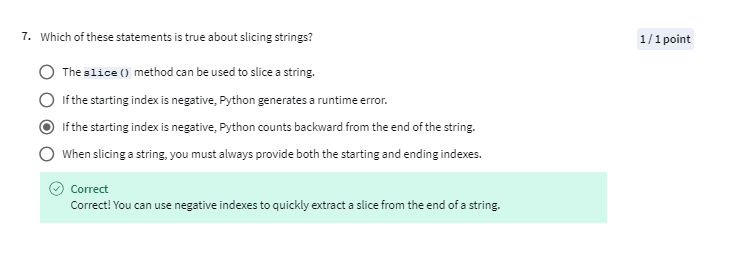 7. Which of these statements is true about slicing strings?
1 / 1 point
The slice() method can be used to slice a string.
If the starting index is negative, Python generates a runtime error.
If the starting index is negative, Python counts backward from the end of the string.
When slicing a string, you must always provide both the starting and ending indexes.
Correct
Correct! You can use negative indexes to quickly extract a slice from the end of a string.